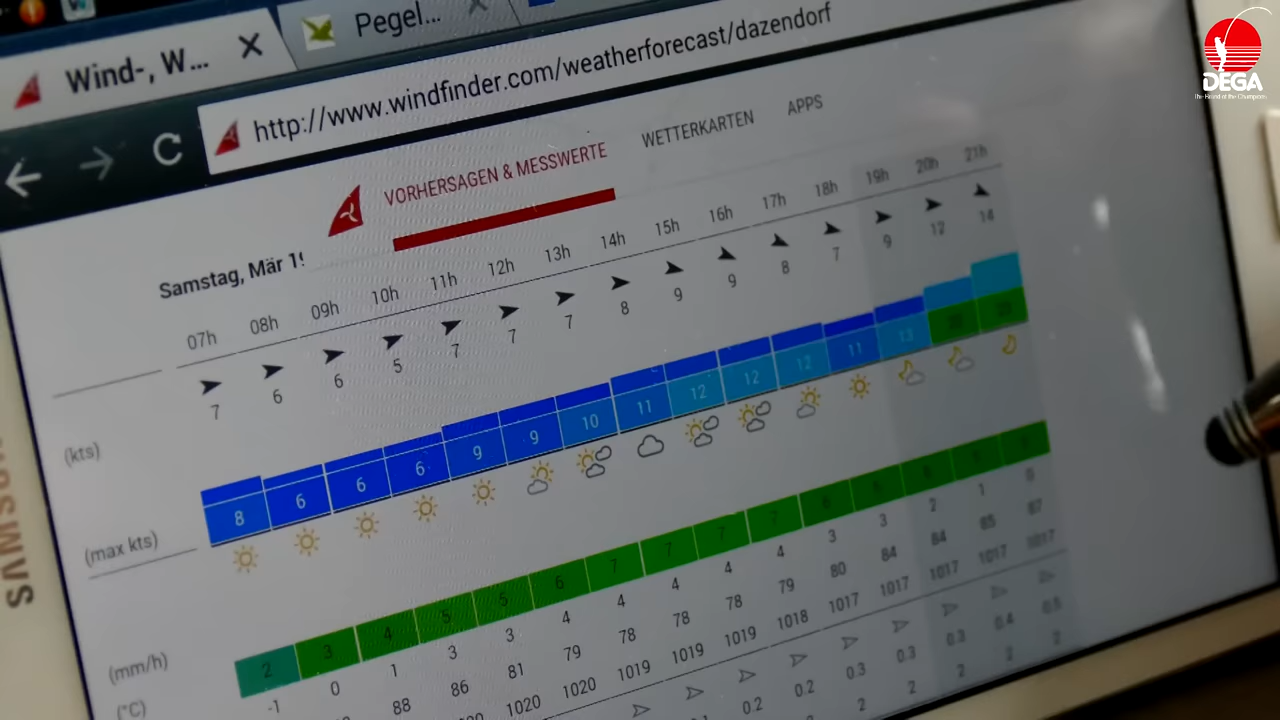 Wind-, W...
Pegel...
http://www.windfinder.com/weatherforecast/dazendorf
DEGA
VORHERSAGEN & MESSWERTE
WETTERKARTEN
APPS
Samstag, Mär 1
07h 08h 09h 10h 11h 12h 13h 14h 15h 16h 17h 18h 19h 20h 21h
(kts) 7 6 6 5 7 7 7 8 9 9 8 7 9 12 14
(max kts) 8 6 6 6 9 9 10 11 12 12 12 11 13
(mm/h)
(°C) 2 3 4 5 5 6 7 7 7 7
-1 0 1 3 3 4 4 4 4 4 3 3 2 1 0
88 86 81 79 78 78 78 79 80 84 84 85 87
1020 1020 1019 1019 1019 1018 1017 1017 1017 1017 1017
0.2 0.2 0.3 0.3 0.3 0.4 0.5
2 2 2 2 2
SAMSU